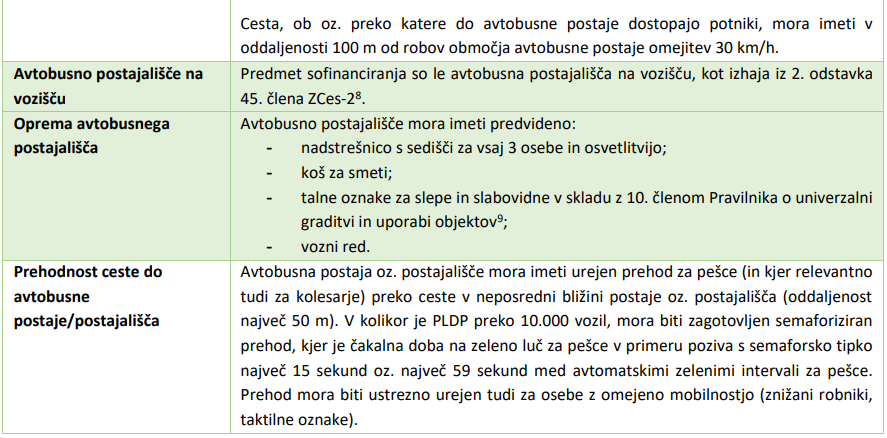 Cesta, ob oz. preko katere do avtobusne postaje dostopajo potniki, mora imeti v
oddaljenosti 100 m od robov območja avtobusne postaje omejitev 30 km/h.
Avtobusno postajališče na
vozišču
Predmet sofinanciranja so le avtobusna postajališča na vozišču, kot izhaja iz 2. odstavka
45. člena ZCes-2⁸.
Oprema avtobusnega
postajališča
Avtobusno postajališče mora imeti predvideno:
- nadstrešnico s sedišči za vsaj 3 osebe in osvetlitvijo;
- koš za smeti;
- talne oznake za slepe in slabovidne v skladu z 10. členom Pravilnika o univerzalni
graditvi in uporabi objektov⁹;
- vozni red.
Prehodnost ceste do
avtobusne
postaje/postajališča
Avtobusna postaja oz. postajališče mora imeti urejen prehod za pešce (in kjer relevantno
tudi za kolesarje) preko ceste v neposredni bližini postaje oz. postajališča (oddaljenost
največ 50 m). V kolikor je PLDP preko 10.000 vozil, mora biti zagotovljen semaforiziran
prehod, kjer je čakalna doba na zeleno luč za pešce v primeru poziva s semaforsko tipko
največ 15 sekund oz. največ 59 sekund med avtomatskimi zelenimi intervali za pešce.
Prehod mora biti ustrezno urejen tudi za osebe z omejeno mobilnostjo (znižani robniki,
taktilne oznake).